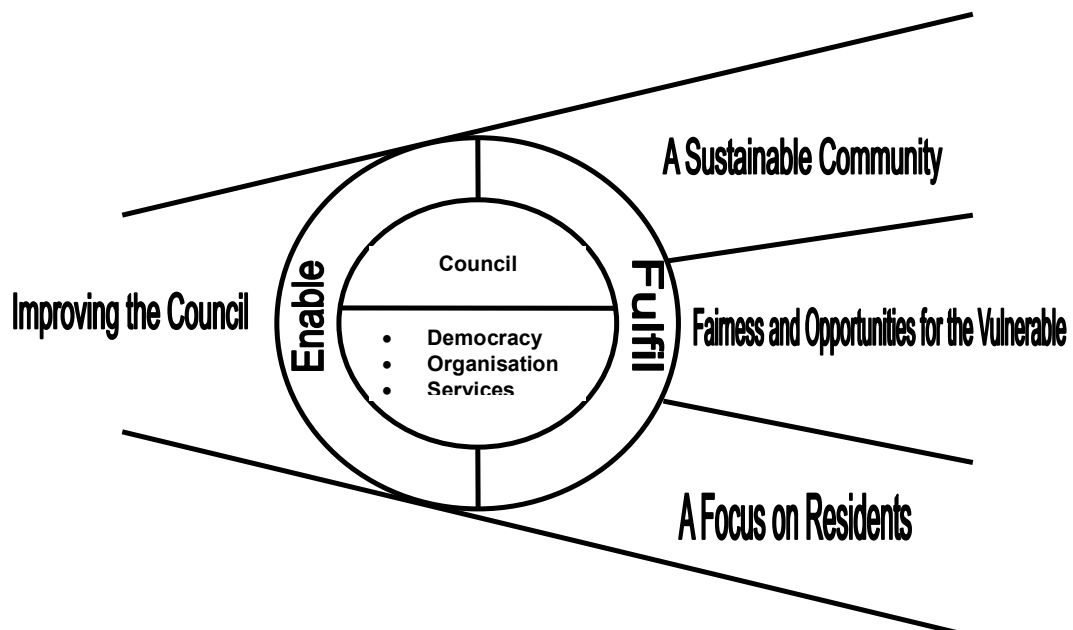 A Sustainable Community
Council
Improving the Council
Enable
Fulfil
Fairness and Opportunities for the Vulnerable
• Democracy
• Organisation
• Services
A Focus on Residents